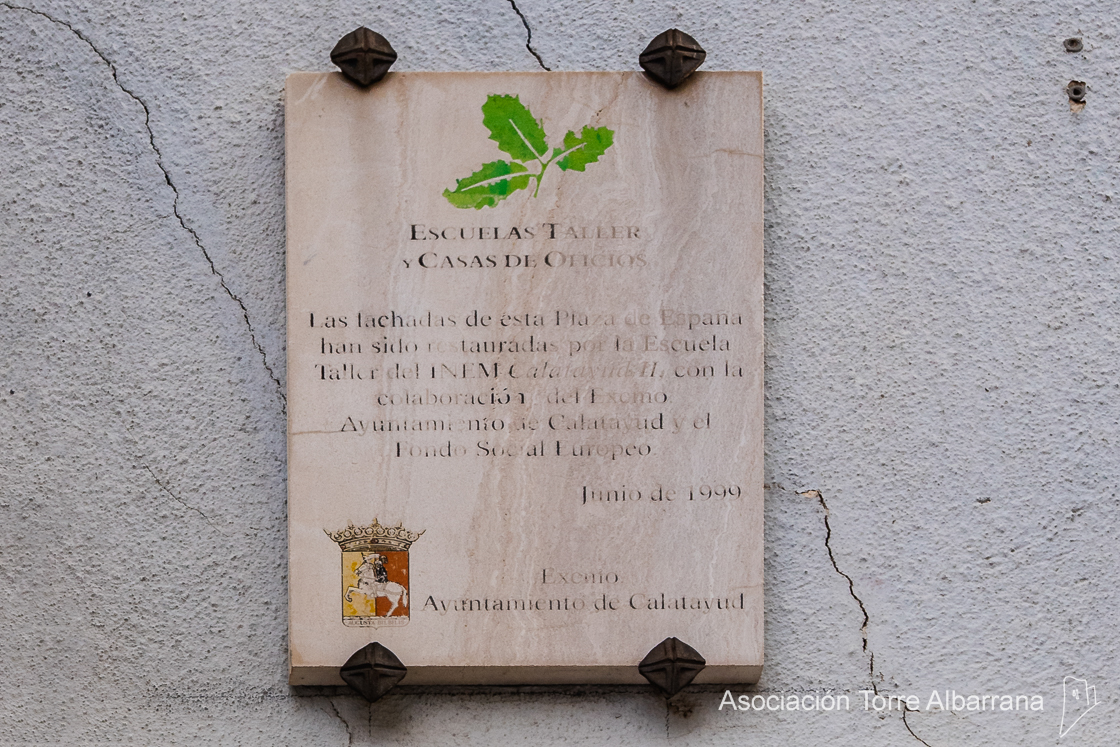 ESCUELAS TALLER
Y CASAS DE OFICIOS
Las fachadas de esta Plaza de España
han sido restauradas por la Escuela
Taller del INEM Calatayud II, con la
colaboración del Excmo
Ayuntamiento de Calatayud y el
Fondo Social Europeo.
Junio de 1999
Excmo
Ayuntamiento de Calatayud
Asociación Torre Albarrana